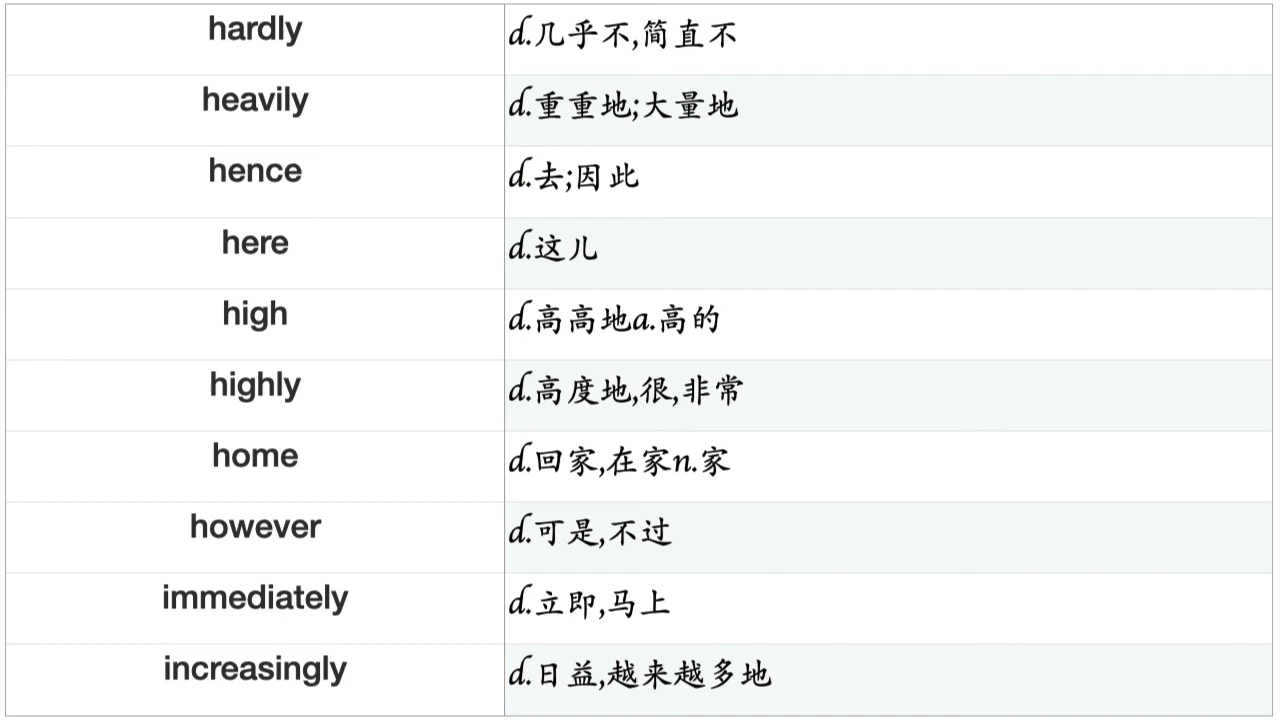 hardly d.几乎不,简直不
heavily d.重重地;大量地
hence d.去;因此
here d.这儿
high d.高高地a.高的
highly d.高度地,很,非常
home d.回家,在家n.家
however d.可是,不过
immediately d.立即,马上
increasingly d.日益,越来越多地